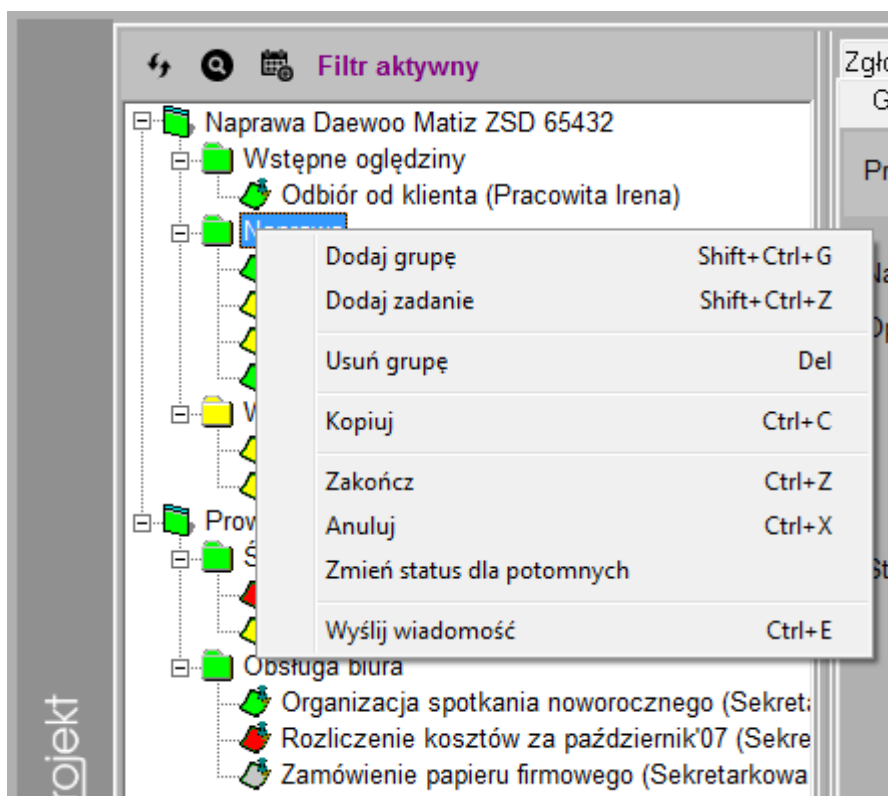 Filtr aktywny
Naprawa Daewoo Matiz ZSD 65432
Wstępne oględziny
Odbiór od klienta (Pracowita Irena)
Dodaj grupę Shift+Ctrl+G
Dodaj zadanie Shift+Ctrl+Z
Usuń grupę Del
Kopiuj Ctrl+C
Zakończ Ctrl+Z
Anuluj Ctrl+X
Zmień status dla potomnych
Wyślij wiadomość Ctrl+E
Obsługa biura
Organizacja spotkania noworocznego
Rozliczenie kosztów za październik'07
Zamówienie papieru firmowego (Sekretarkowa